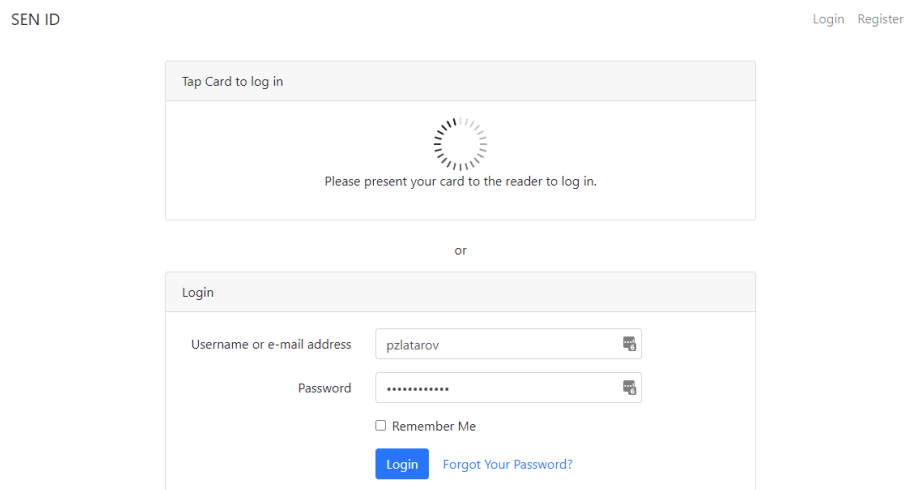 SEN ID
Login Register
Tap Card to log in
Please present your card to the reader to log in.
or
Login
Username or e-mail address pzlatarov
Password ••••••••••••
Remember Me
Login Forgot Your Password?